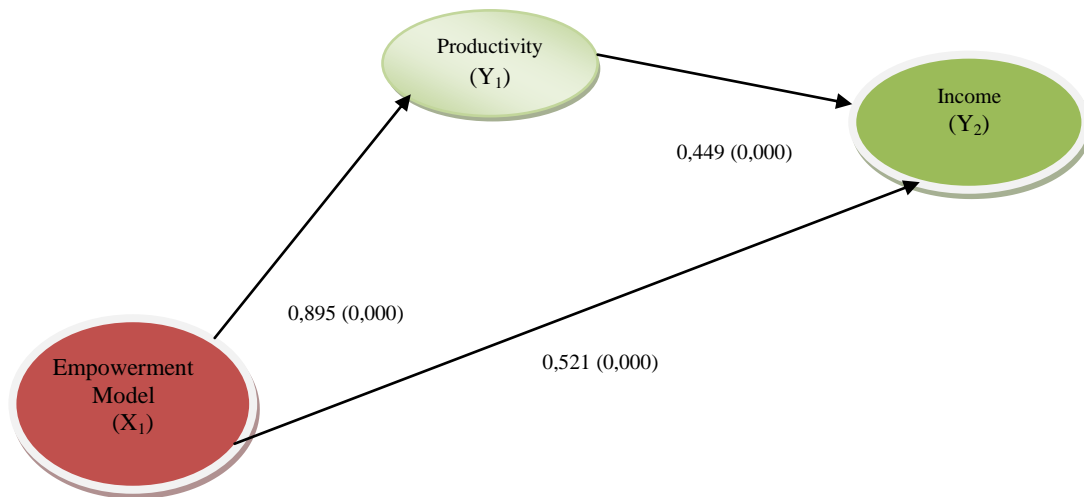 Productivity
(Y₁)
Income
(Y₂)
0,449 (0,000)
0,895 (0,000)
0,521 (0,000)
Empowerment
Model
(X₁)